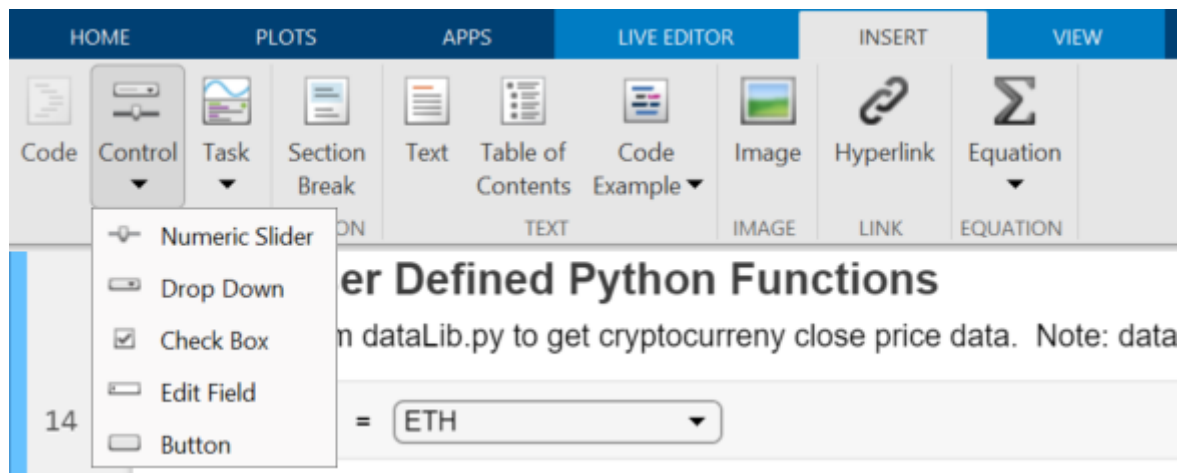 HOME PLOTS APPS LIVE EDITOR INSERT VIEW
Code Control Task Section Break Text Table of Contents Code Example Image Hyperlink Equation
ON TEXT IMAGE LINK EQUATION
Numeric Slider
Drop Down
Check Box
Edit Field
Button
er Defined Python Functions
m dataLib.py to get cryptocurreny close price data. Note: data
14 = ETH